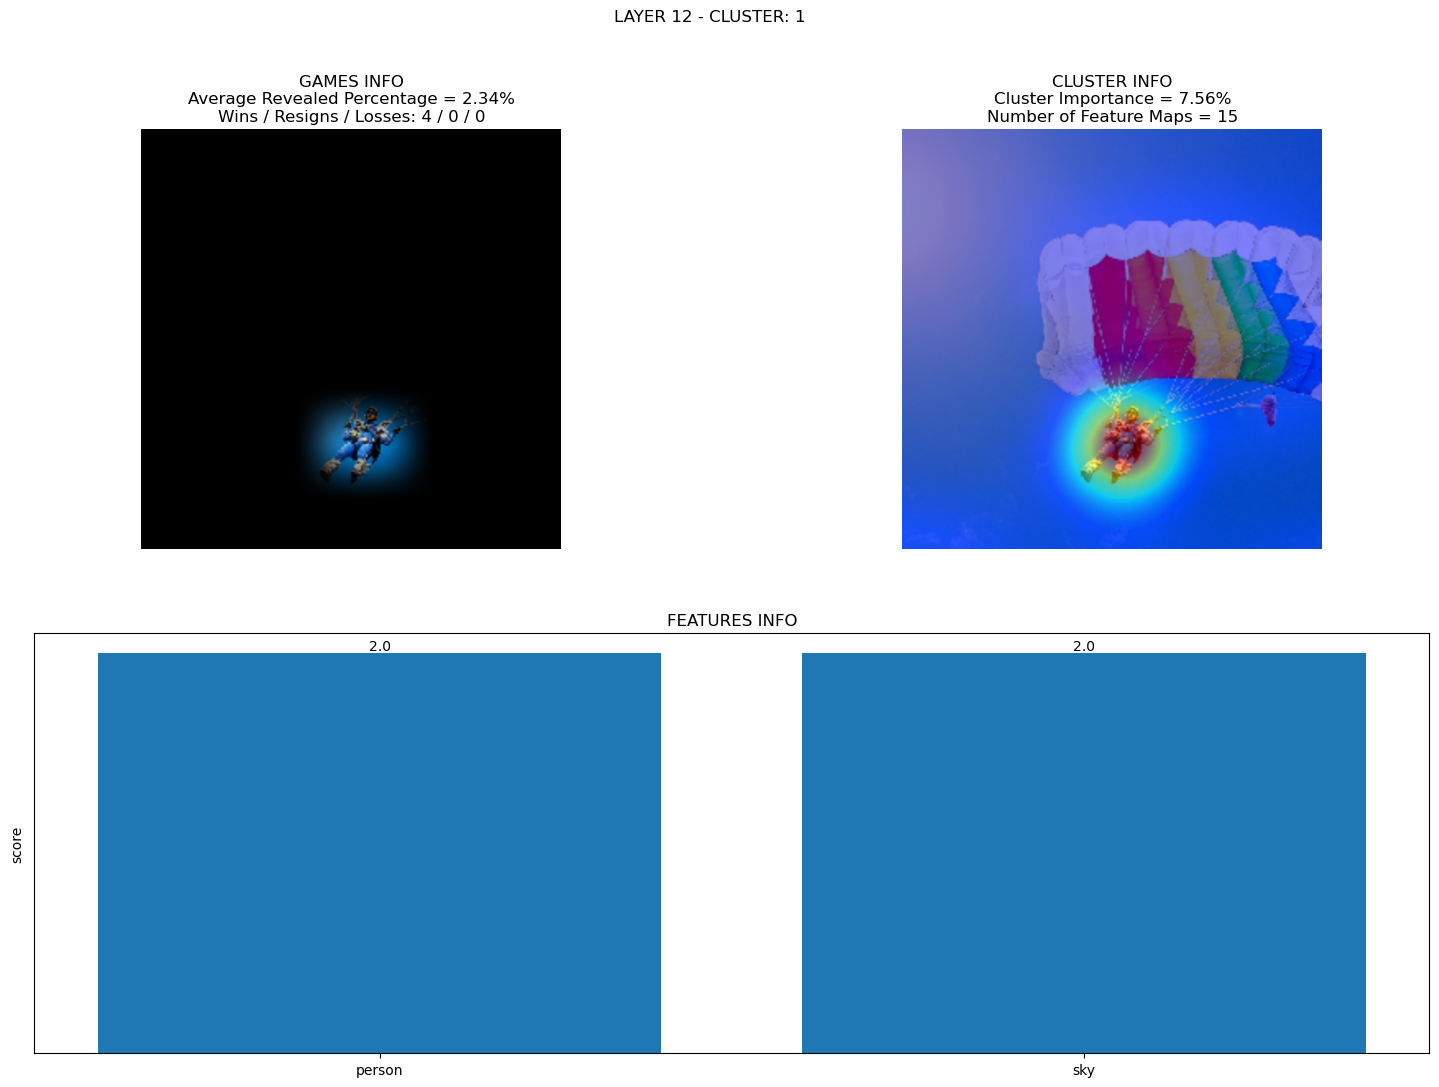 LAYER 12 - CLUSTER: 1
GAMES INFO
Average Revealed Percentage = 2.34%
Wins / Resigns / Losses: 4 / 0 / 0
CLUSTER INFO
Cluster Importance = 7.56%
Number of Feature Maps = 15
FEATURES INFO
2.0
2.0
score
person
sky